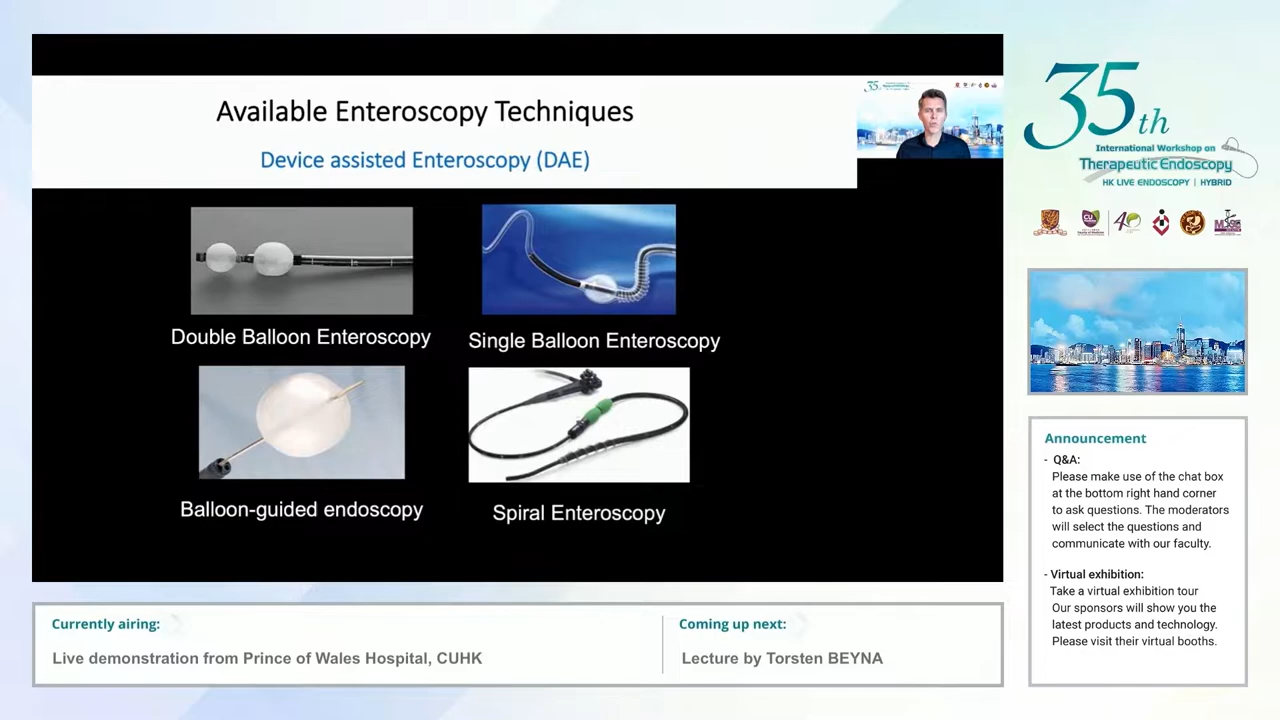 Available Enteroscopy Techniques
Device assisted Enteroscopy (DAE)
Double Balloon Enteroscopy
Single Balloon Enteroscopy
Balloon-guided endoscopy
Spiral Enteroscopy
35th
International Workshop on
Therapeutic Endoscopy
HK LIVE ENDOSCOPY | HYBRID
Announcement
- Q&A:
Please make use of the chat box
at the bottom right hand corner
to ask questions. The moderators
will select the questions and
communicate with our faculty.
- Virtual exhibition:
Take a virtual exhibition tour
Our sponsors will show you the
latest products and technology.
Please visit their virtual booths.
Currently airing:
Live demonstration from Prince of Wales Hospital, CUHK
Coming up next:
Lecture by Torsten BEYNA